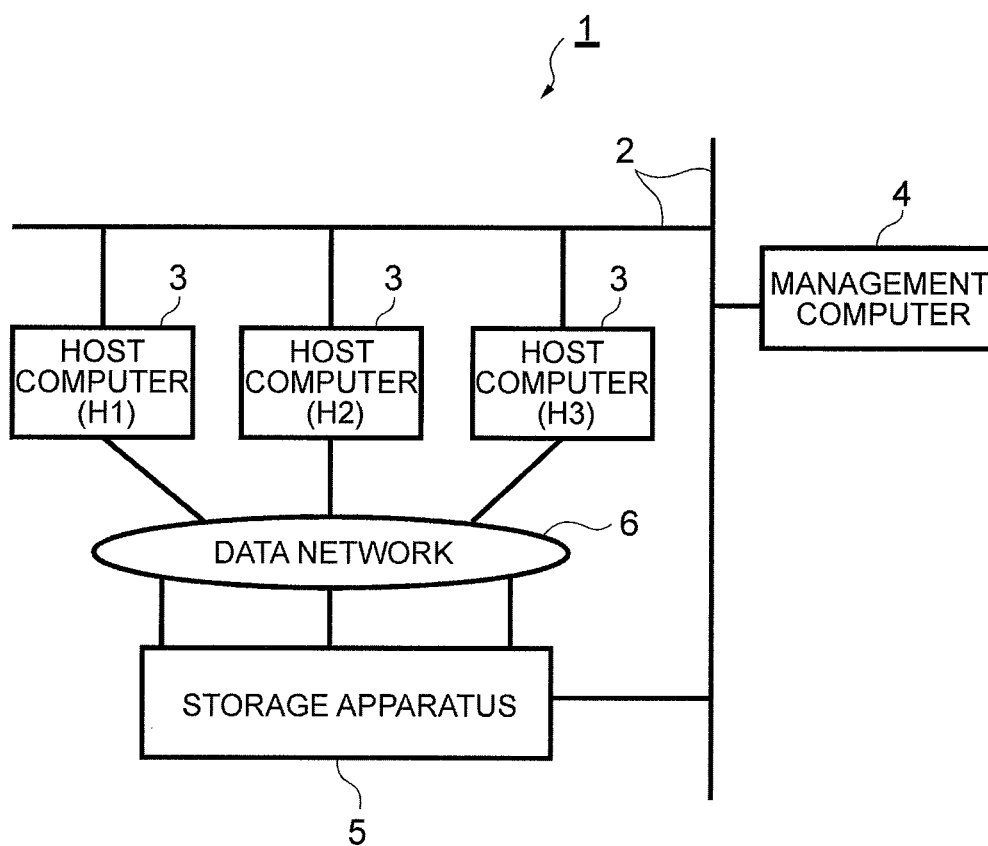 1
2
4
MANAGEMENT
COMPUTER
3
3
3
HOST
COMPUTER
(H1)
HOST
COMPUTER
(H2)
HOST
COMPUTER
(H3)
6
DATA NETWORK
STORAGE APPARATUS
5